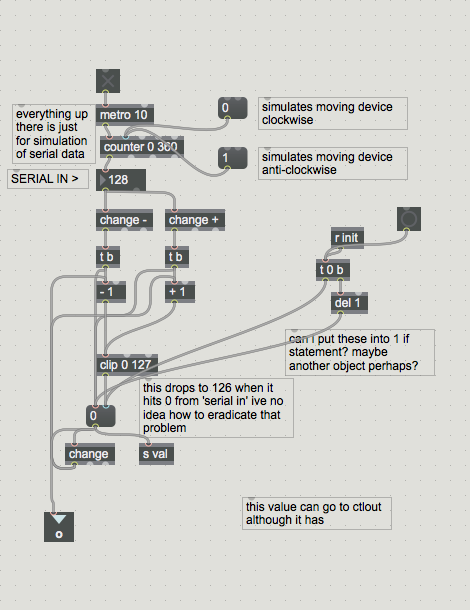 metro 10
everything up
there is just
for simulation
of serial data
0
simulates moving device
clockwise
counter 0 360
1
simulates moving device
anti-clockwise
SERIAL IN >
128
change -
change +
r init
t b
t b
t 0 b
- 1
+ 1
del 1
can i put these into 1 if
statement? maybe
another object perhaps?
clip 0 127
this drops to 126 when it
hits 0 from 'serial in' ive no
idea how to eradicate that
problem
0
change
s val
this value can go to ctlout
although it has
o